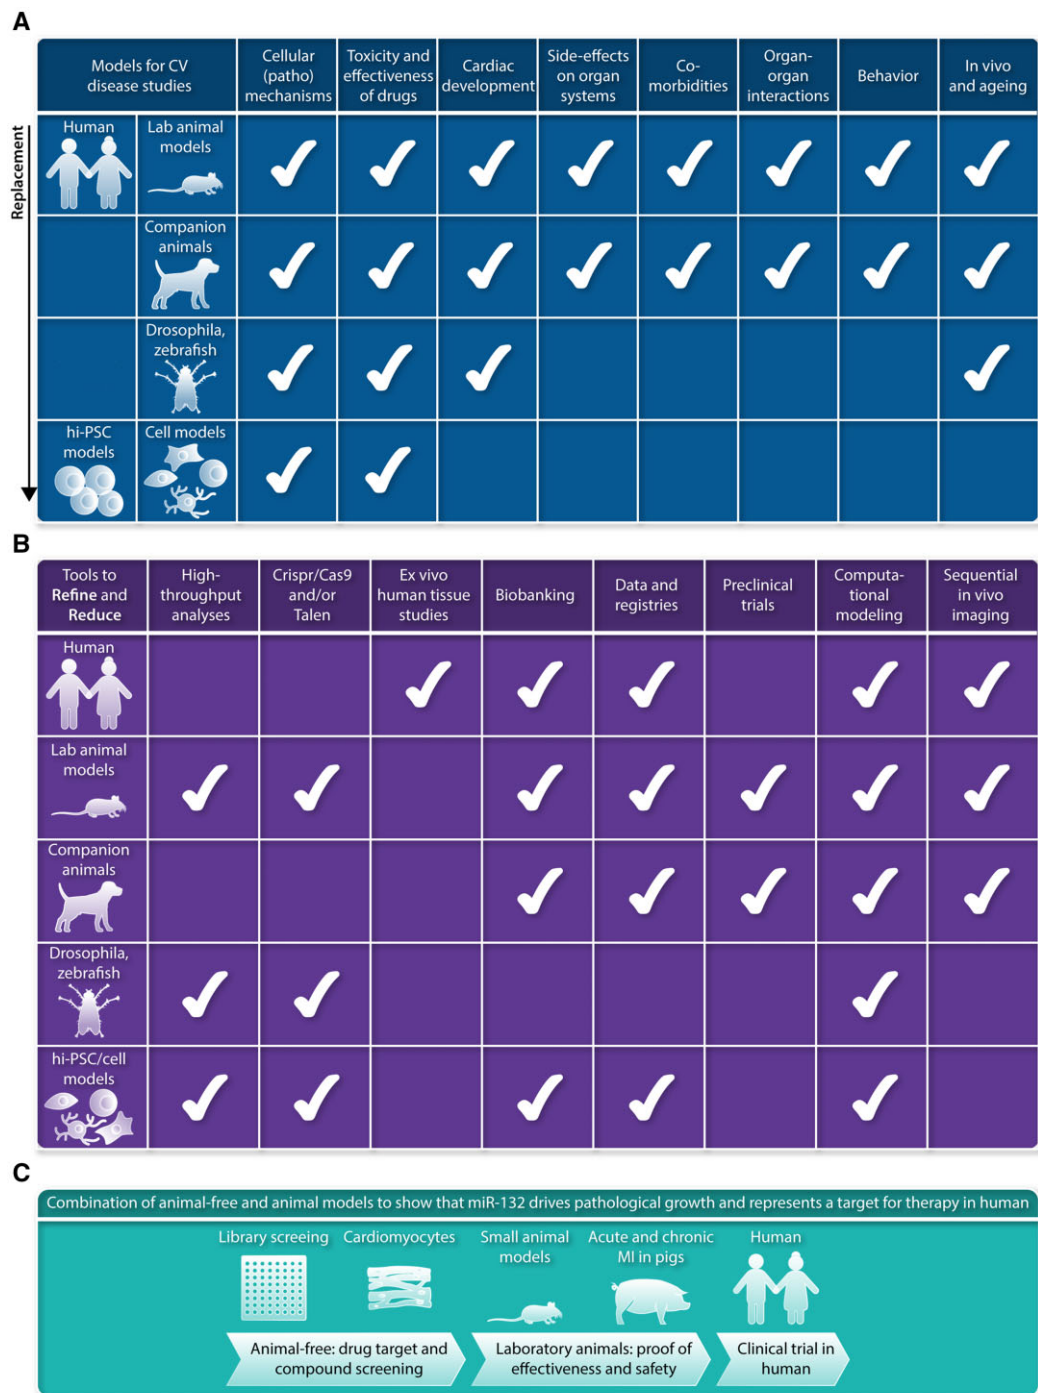 A
Models for CV
disease studies
Cellular
(patho)
mechanisms
Toxicity and
effectiveness
of drugs
Cardiac
development
Side-effects
on organ
systems
Co-
morbidities
Organ-
organ
interactions
Behavior
In vivo
and ageing
Replacement
Human
Lab animal
models
Companion
animals
Drosophila,
zebrafish
hi-PSC
models
Cell models
B
Tools to
Refine and
Reduce
High-
throughput
analyses
Crispr/Cas9
and/or
Talen
Ex vivo
human tissue
studies
Biobanking
Data and
registries
Preclinical
trials
Computa-
tional
modeling
Sequential
in vivo
imaging
Human
Lab animal
models
Companion
animals
Drosophila,
zebrafish
hi-PSC/cell
models
C
Combination of animal-free and animal models to show that miR-132 drives pathological growth and represents a target for therapy in human
Library screeing
Cardiomyocytes
Small animal
models
Acute and chronic
MI in pigs
Human
Animal-free: drug target and
compound screening
Laboratory animals: proof of
effectiveness and safety
Clinical trial in
human